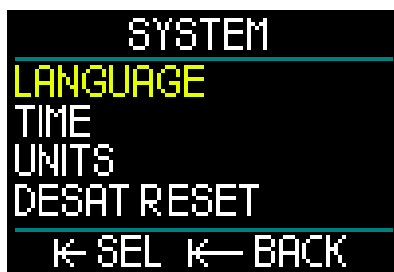 SYSTEM
LANGUAGE
TIME
UNITS
DESAT RESET
SEL BACK